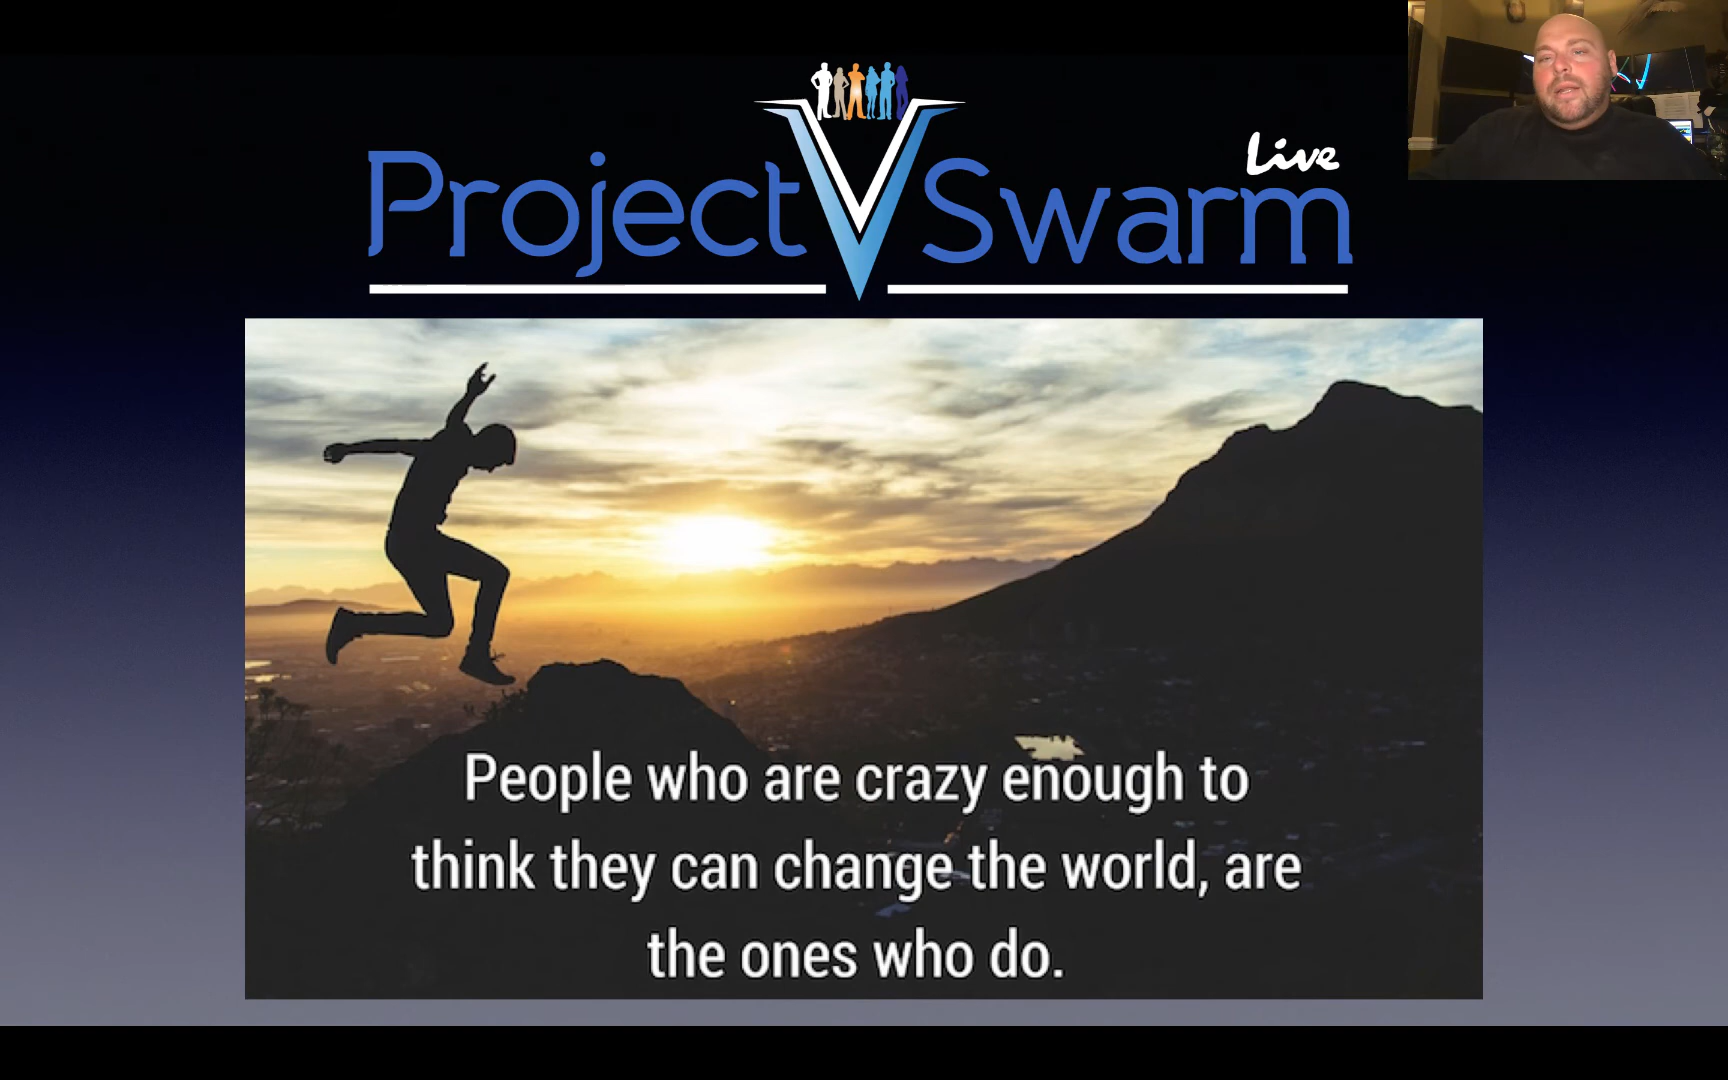 Project V Swarm Live
People who are crazy enough to
think they can change the world, are
the ones who do.